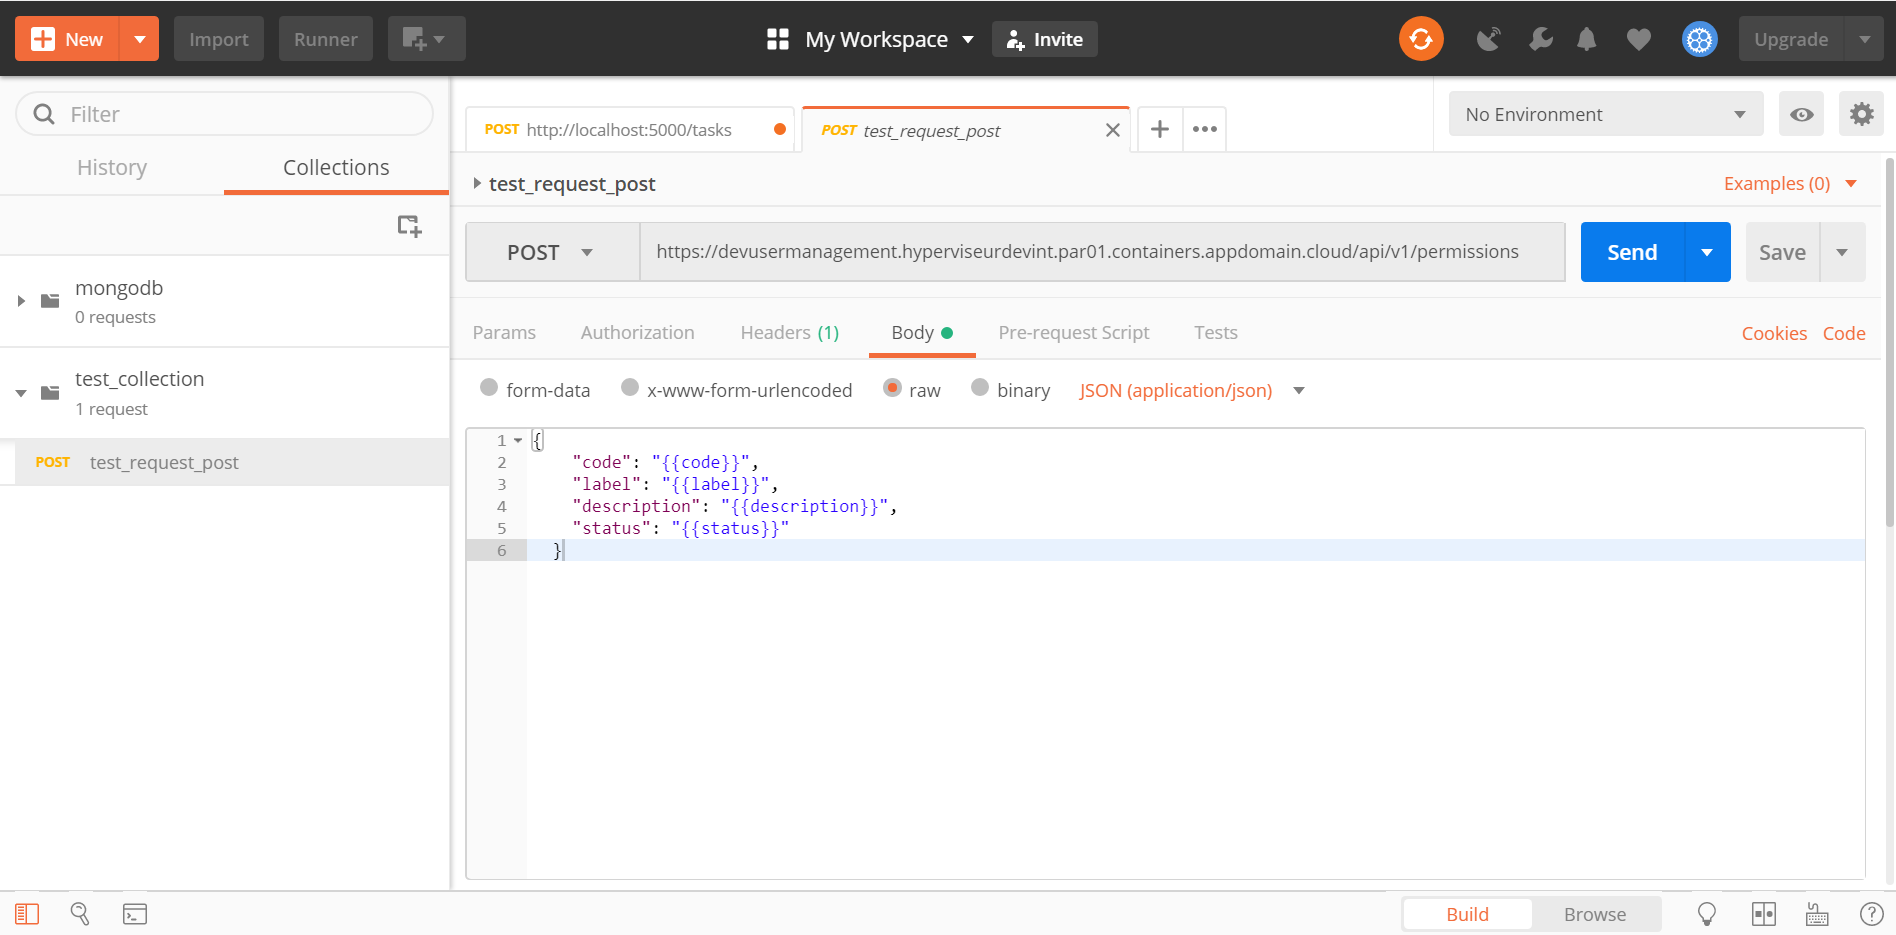 New Import Runner My Workspace Invite Upgrade
Filter
History Collections
mongodb
0 requests
test_collection
1 request
POST test_request_post
POST http://localhost:5000/tasks POST test_request_post No Environment
test_request_post Examples (0)
POST https://devusermanagement.hyperviseurdevint.par01.containers.appdomain.cloud/api/v1/permissions Send Save
Params Authorization Headers (1) Body Pre-request Script Tests Cookies Code
form-data x-www-form-urlencoded raw binary JSON (application/json)
1 {
2 "code": "{{code}}",
3 "label": "{{label}}",
4 "description": "{{description}}",
5 "status": "{{status}}"
6 }
Build Browse